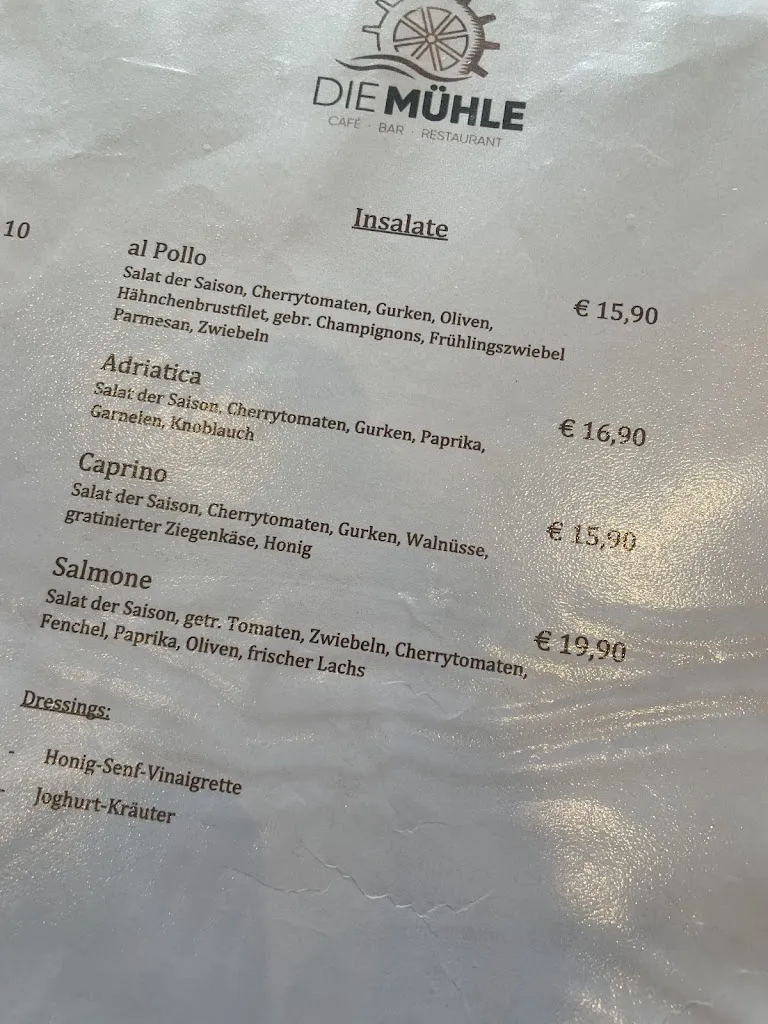 DIE MÜHLE
CAFÉ · BAR · RESTAURANT
Insalate
10
al Pollo
Salat der Saison, Cherrytomaten, Gurken, Oliven,
Hähnchenbrustfilet, gebr. Champignons, Frühlingszwiebel
Parmesan, Zwiebeln
€ 15,90
Adriatica
Salat der Saison, Cherrytomaten, Gurken, Paprika,
Garnelen, Knoblauch
€ 16,90
Caprino
Salat der Saison, Cherrytomaten, Gurken, Walnüsse,
gratinierter Ziegenkäse, Honig
€ 15,90
Salmone
Salat der Saison, getr. Tomaten, Zwiebeln, Cherrytomaten,
Fenchel, Paprika, Oliven, frischer Lachs
€ 19,90
Dressings:
- Honig-Senf-Vinaigrette
- Joghurt-Kräuter